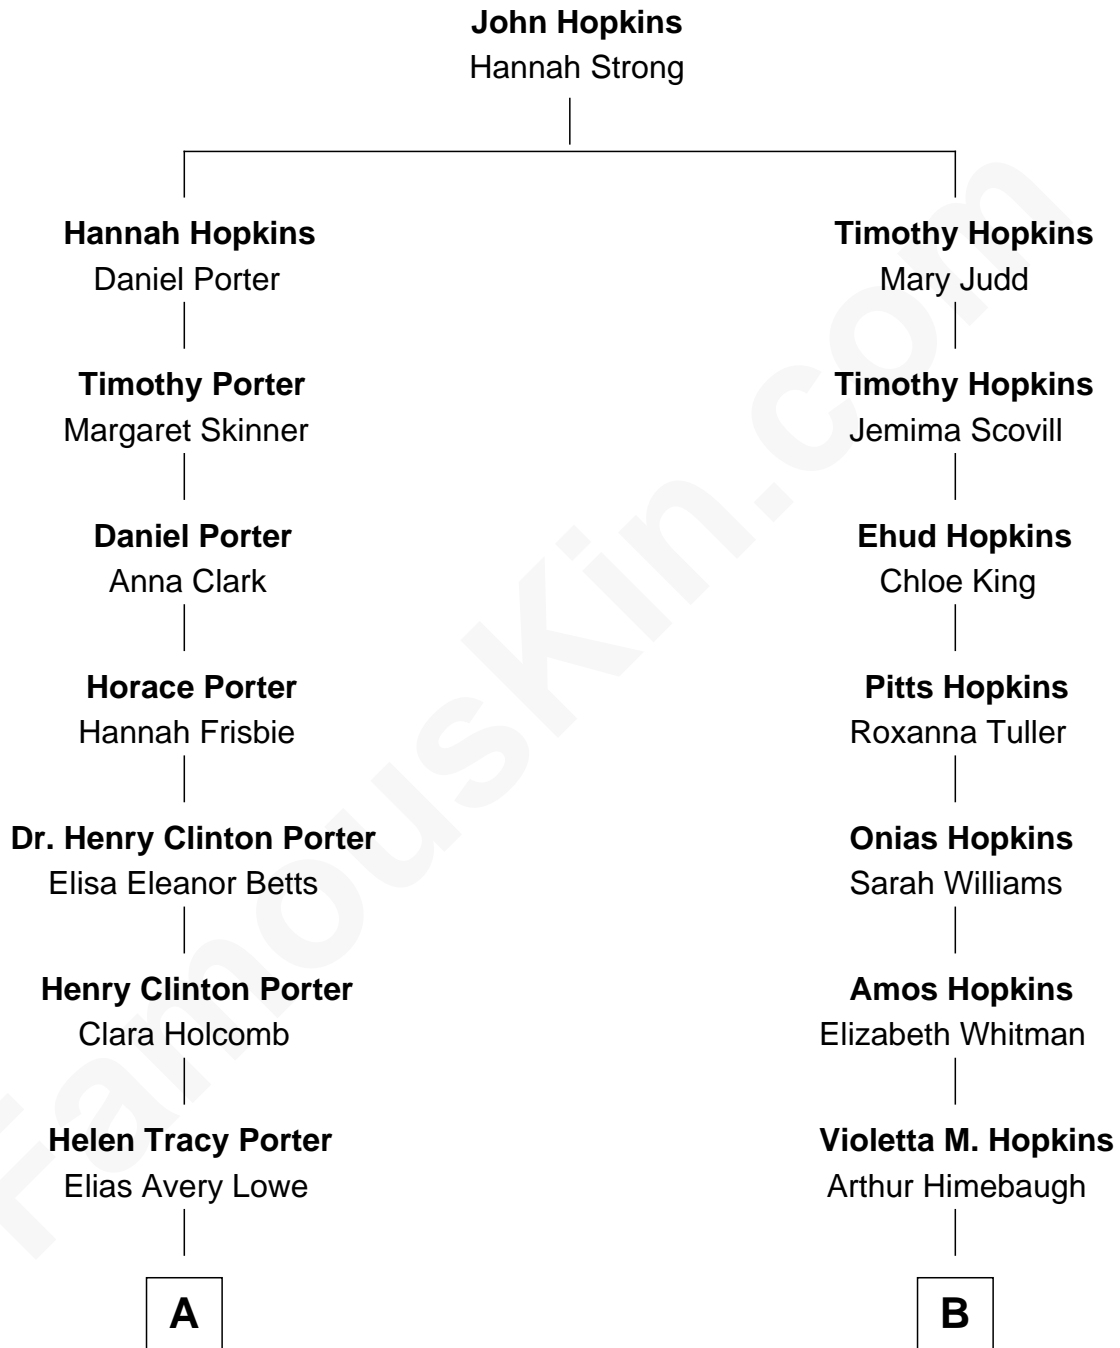 John Hopkins
Hannah Strong
Hannah Hopkins
Daniel Porter
Timothy Hopkins
Mary Judd
Timothy Porter
Margaret Skinner
Timothy Hopkins
Jemima Scovill
Daniel Porter
Anna Clark
Ehud Hopkins
Chloe King
Horace Porter
Hannah Frisbie
Pitts Hopkins
Roxanna Tuller
Dr. Henry Clinton Porter
Elisa Eleanor Betts
Onias Hopkins
Sarah Williams
Henry Clinton Porter
Clara Holcomb
Amos Hopkins
Elizabeth Whitman
Helen Tracy Porter
Elias Avery Lowe
Violetta M. Hopkins
Arthur Himebaugh
A
B
FamousKin.com